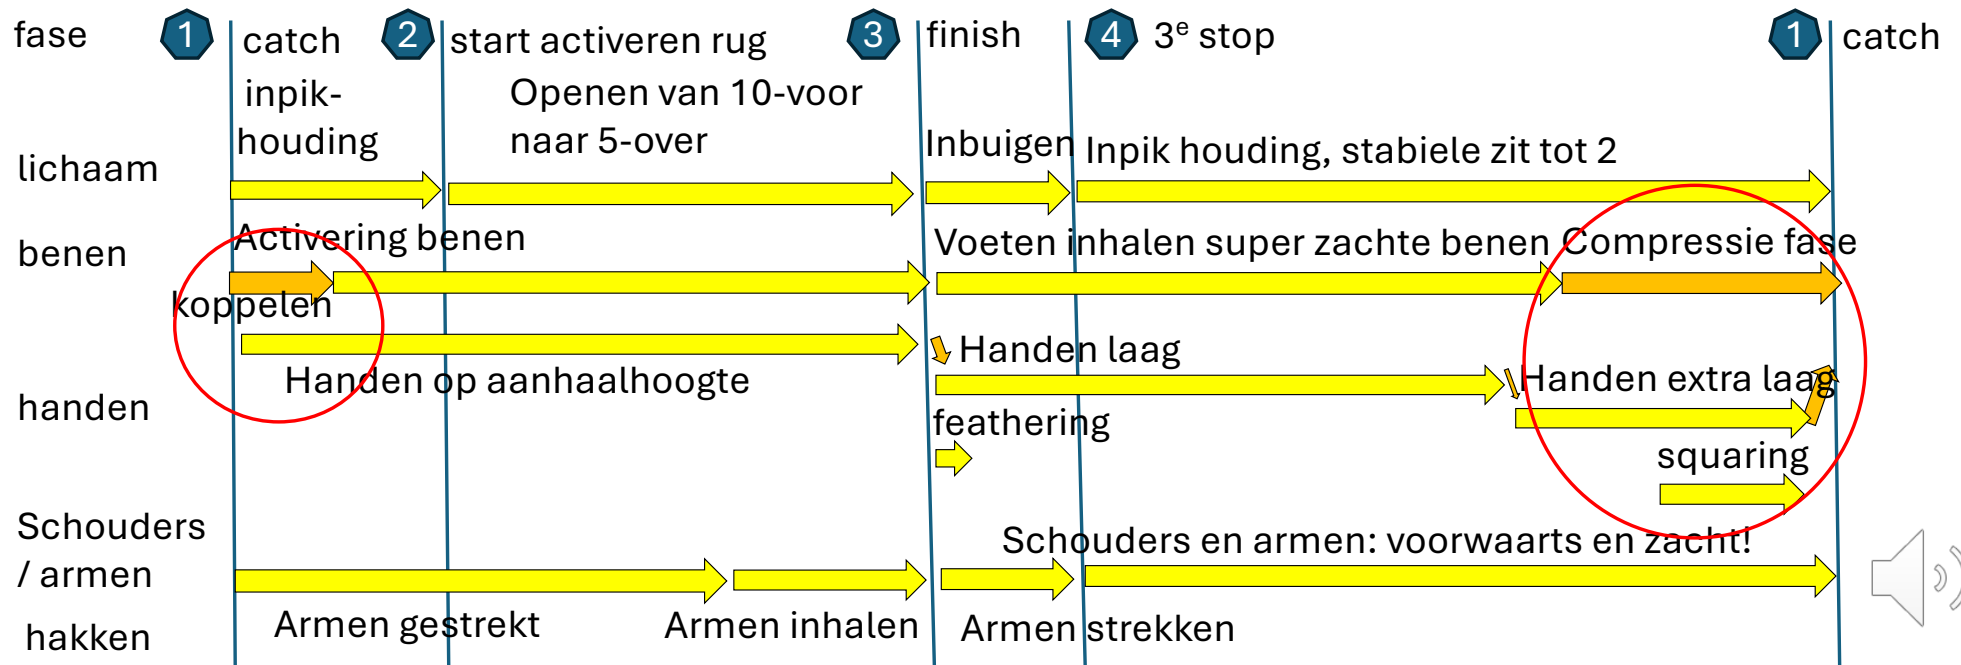 fase
1
catch
2
start activeren rug
3
finish
4
3e stop
1
catch
inpik-
houding
Openen van 10-voor
naar 5-over
lichaam
Inbuigen
Inpik houding, stabiele zit tot 2
benen
Activering benen
Voeten inhalen super zachte benen
Compressie fase
koppelen
Handen laag
Handen op aanhaalhoogte
Handen extra laag
handen
feathering
squaring
Schouders
/ armen
Schouders en armen: voorwaarts en zacht!
Armen gestrekt
Armen inhalen
Armen strekken
hakken